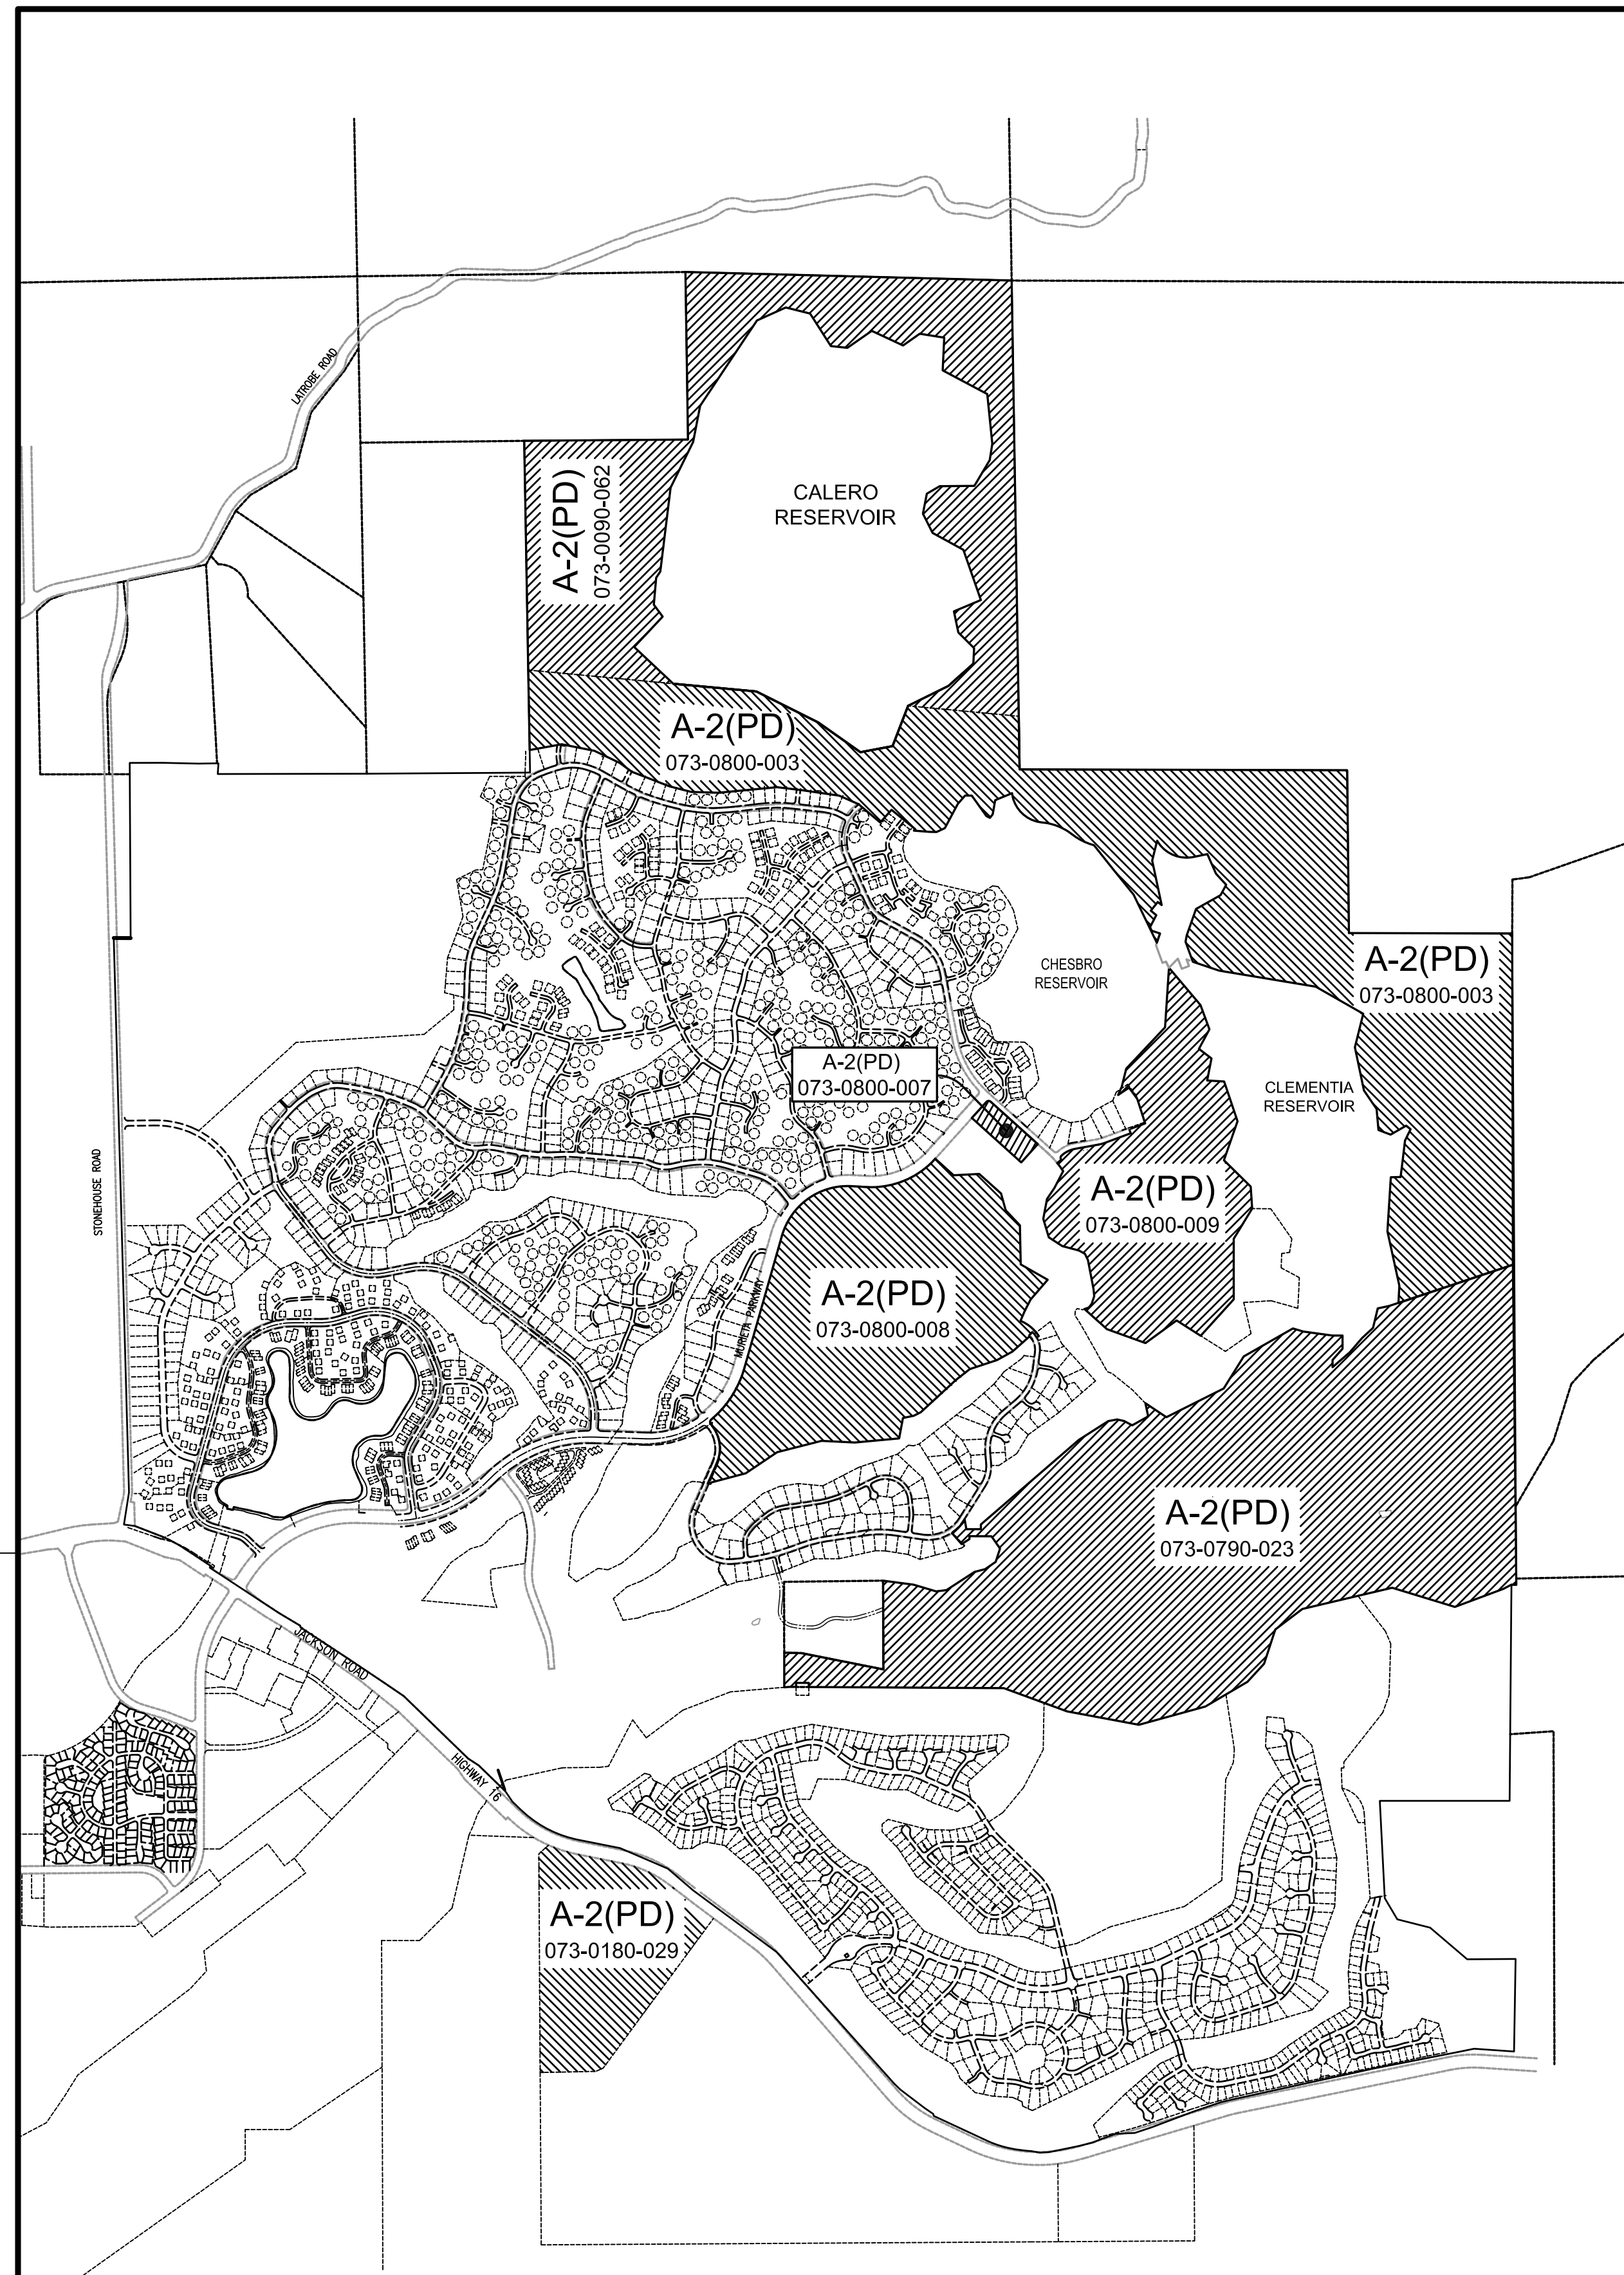 LATROBE ROAD
A-2(PD)
073-0090-062
CALERO
RESERVOIR
A-2(PD)
073-0800-003
A-2(PD)
073-0800-003
CHESBRO
RESERVOIR
A-2(PD)
073-0800-007
CLEMENTIA
RESERVOIR
STONEHOUSE ROAD
A-2(PD)
073-0800-009
A-2(PD)
073-0800-008
MURIETA PARKWAY
A-2(PD)
073-0790-023
JACKSON ROAD
HIGHWAY 16
A-2(PD)
073-0180-029